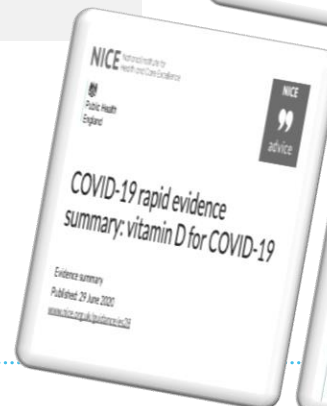 NICE National Institute for
Health and Care Excellence
Public Health
England
NICE
advice
COVID-19 rapid evidence
summary: vitamin D for COVID-19
Evidence summary
Published: 29 June 2020
www.nice.org.uk/guidance/es28